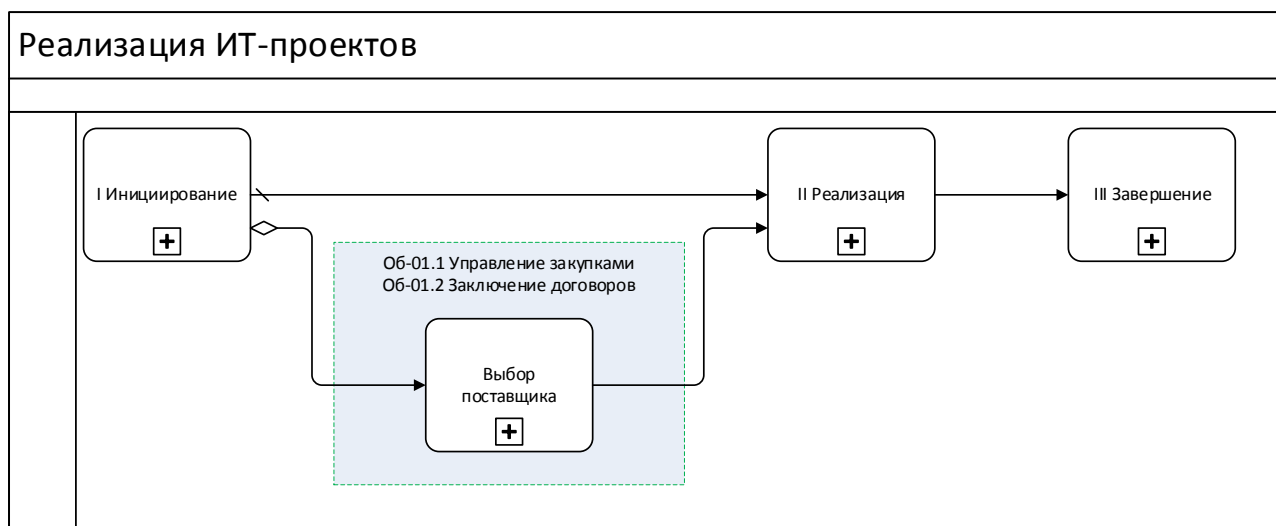 Реализация ИТ-проектов
I Инициирование
II Реализация
III Завершение
Об-01.1 Управление закупками
Об-01.2 Заключение договоров
Выбор
поставщика